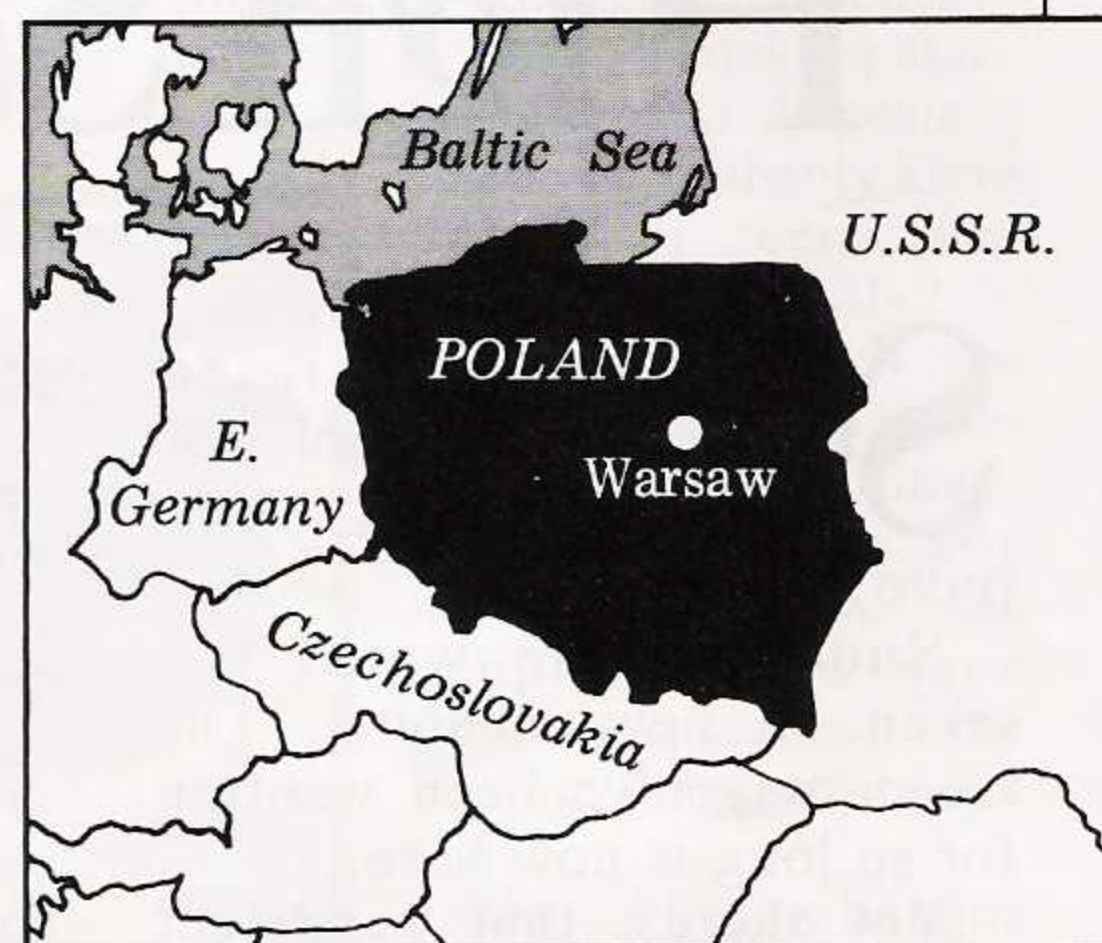 Baltic Sea
U.S.S.R.
POLAND
Warsaw
E.
Germany
Czechoslovakia